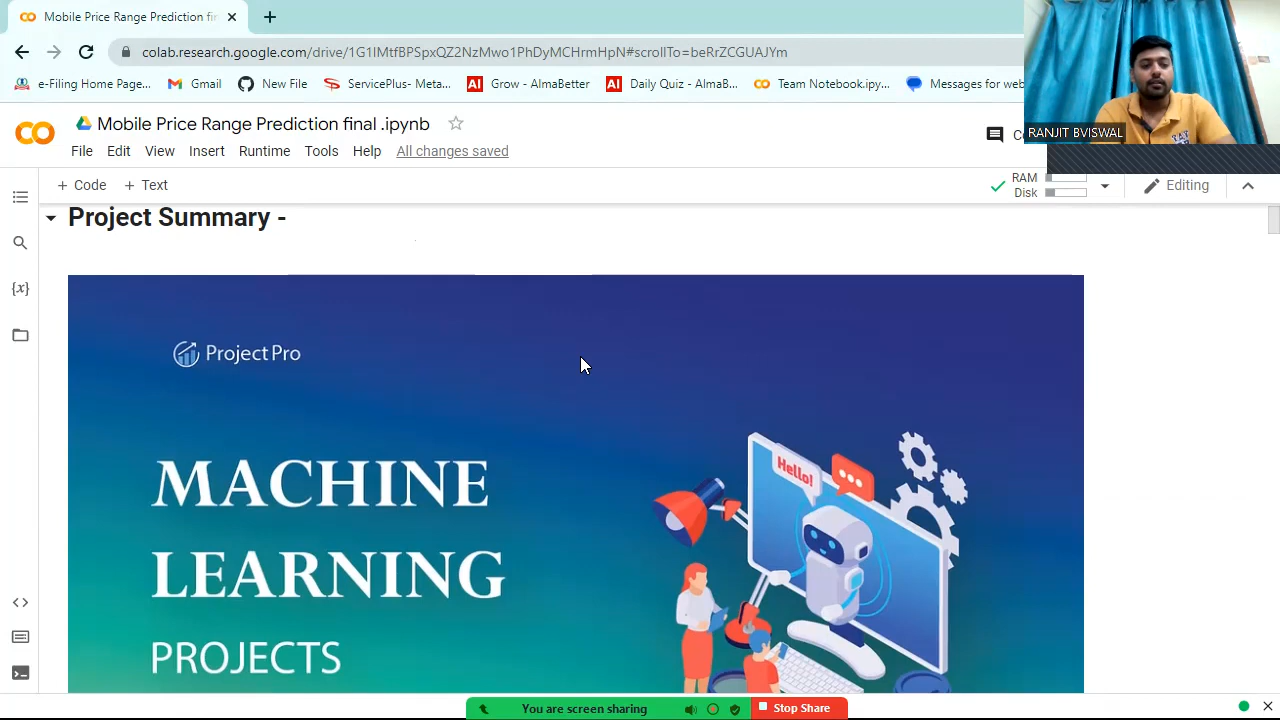 Mobile Price Range Prediction fin
colab.research.google.com/drive/1G1lMtfBPSpxQZ2NzMwo1PhDyMCHrmHpN#scrollTo=beRrZCGUAJYm
e-Filing Home Page...
Gmail
New File
ServicePlus- Meta...
AI Grow - AlmaBetter
AI Daily Quiz - AlmaB...
Team Notebook.ipy...
Messages for web
RANJIT BVISWAL
Mobile Price Range Prediction final .ipynb
File Edit View Insert Runtime Tools Help All changes saved
+ Code + Text
RAM
Disk
Editing
Project Summary -
{x}
ProjectPro
Hello!
MACHINE
LEARNING
PROJECTS
You are screen sharing
Stop Share